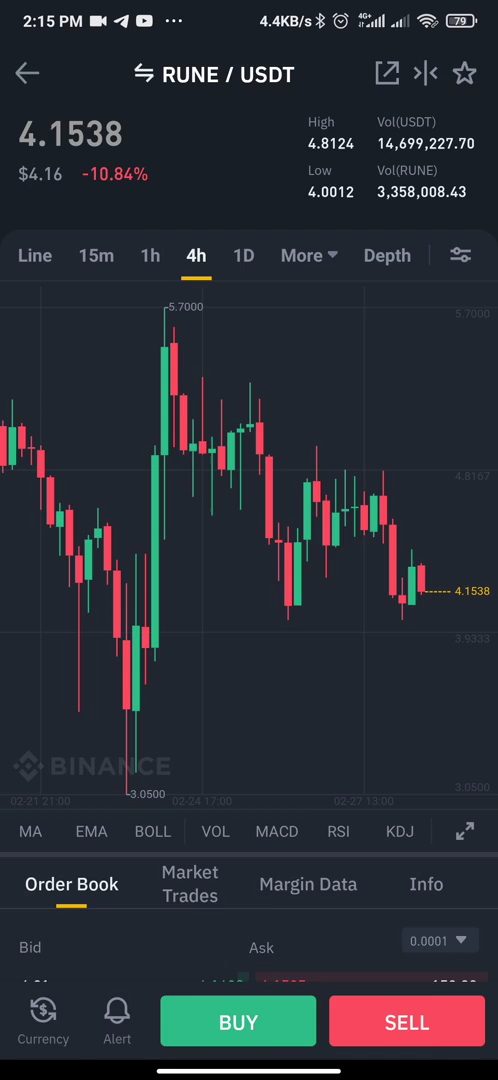 2:15 PM ... 4.4KB/s 4G+ 79
RUNE / USDT
4.1538
$4.16 -10.84%
High Vol(USDT)
4.8124 14,699,227.70
Low Vol(RUNE)
4.0012 3,358,008.43
Line 15m 1h 4h 1D More Depth
5.7000
5.7000
4.8167
4.1538
3.9333
BINANCE
3.0500
3.0500
02-21 21:00 02-24 17:00 02-27 13:00
MA EMA BOLL VOL MACD RSI KDJ
Order Book Market Trades Margin Data Info
Bid Ask 0.0001
Currency Alert BUY SELL